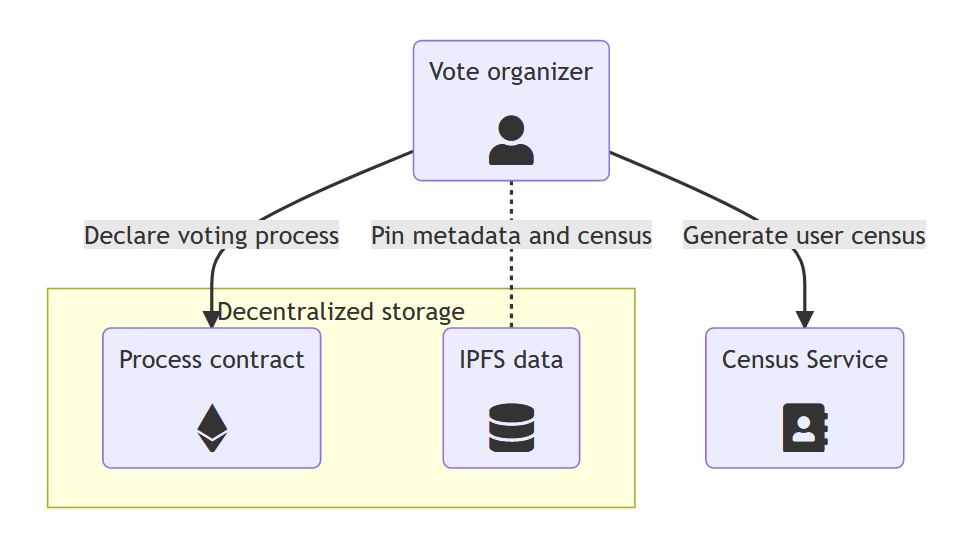 Vote organizer
Declare voting process
Pin metadata and census
Generate user census
Decentralized storage
Process contract
IPFS data
Census Service